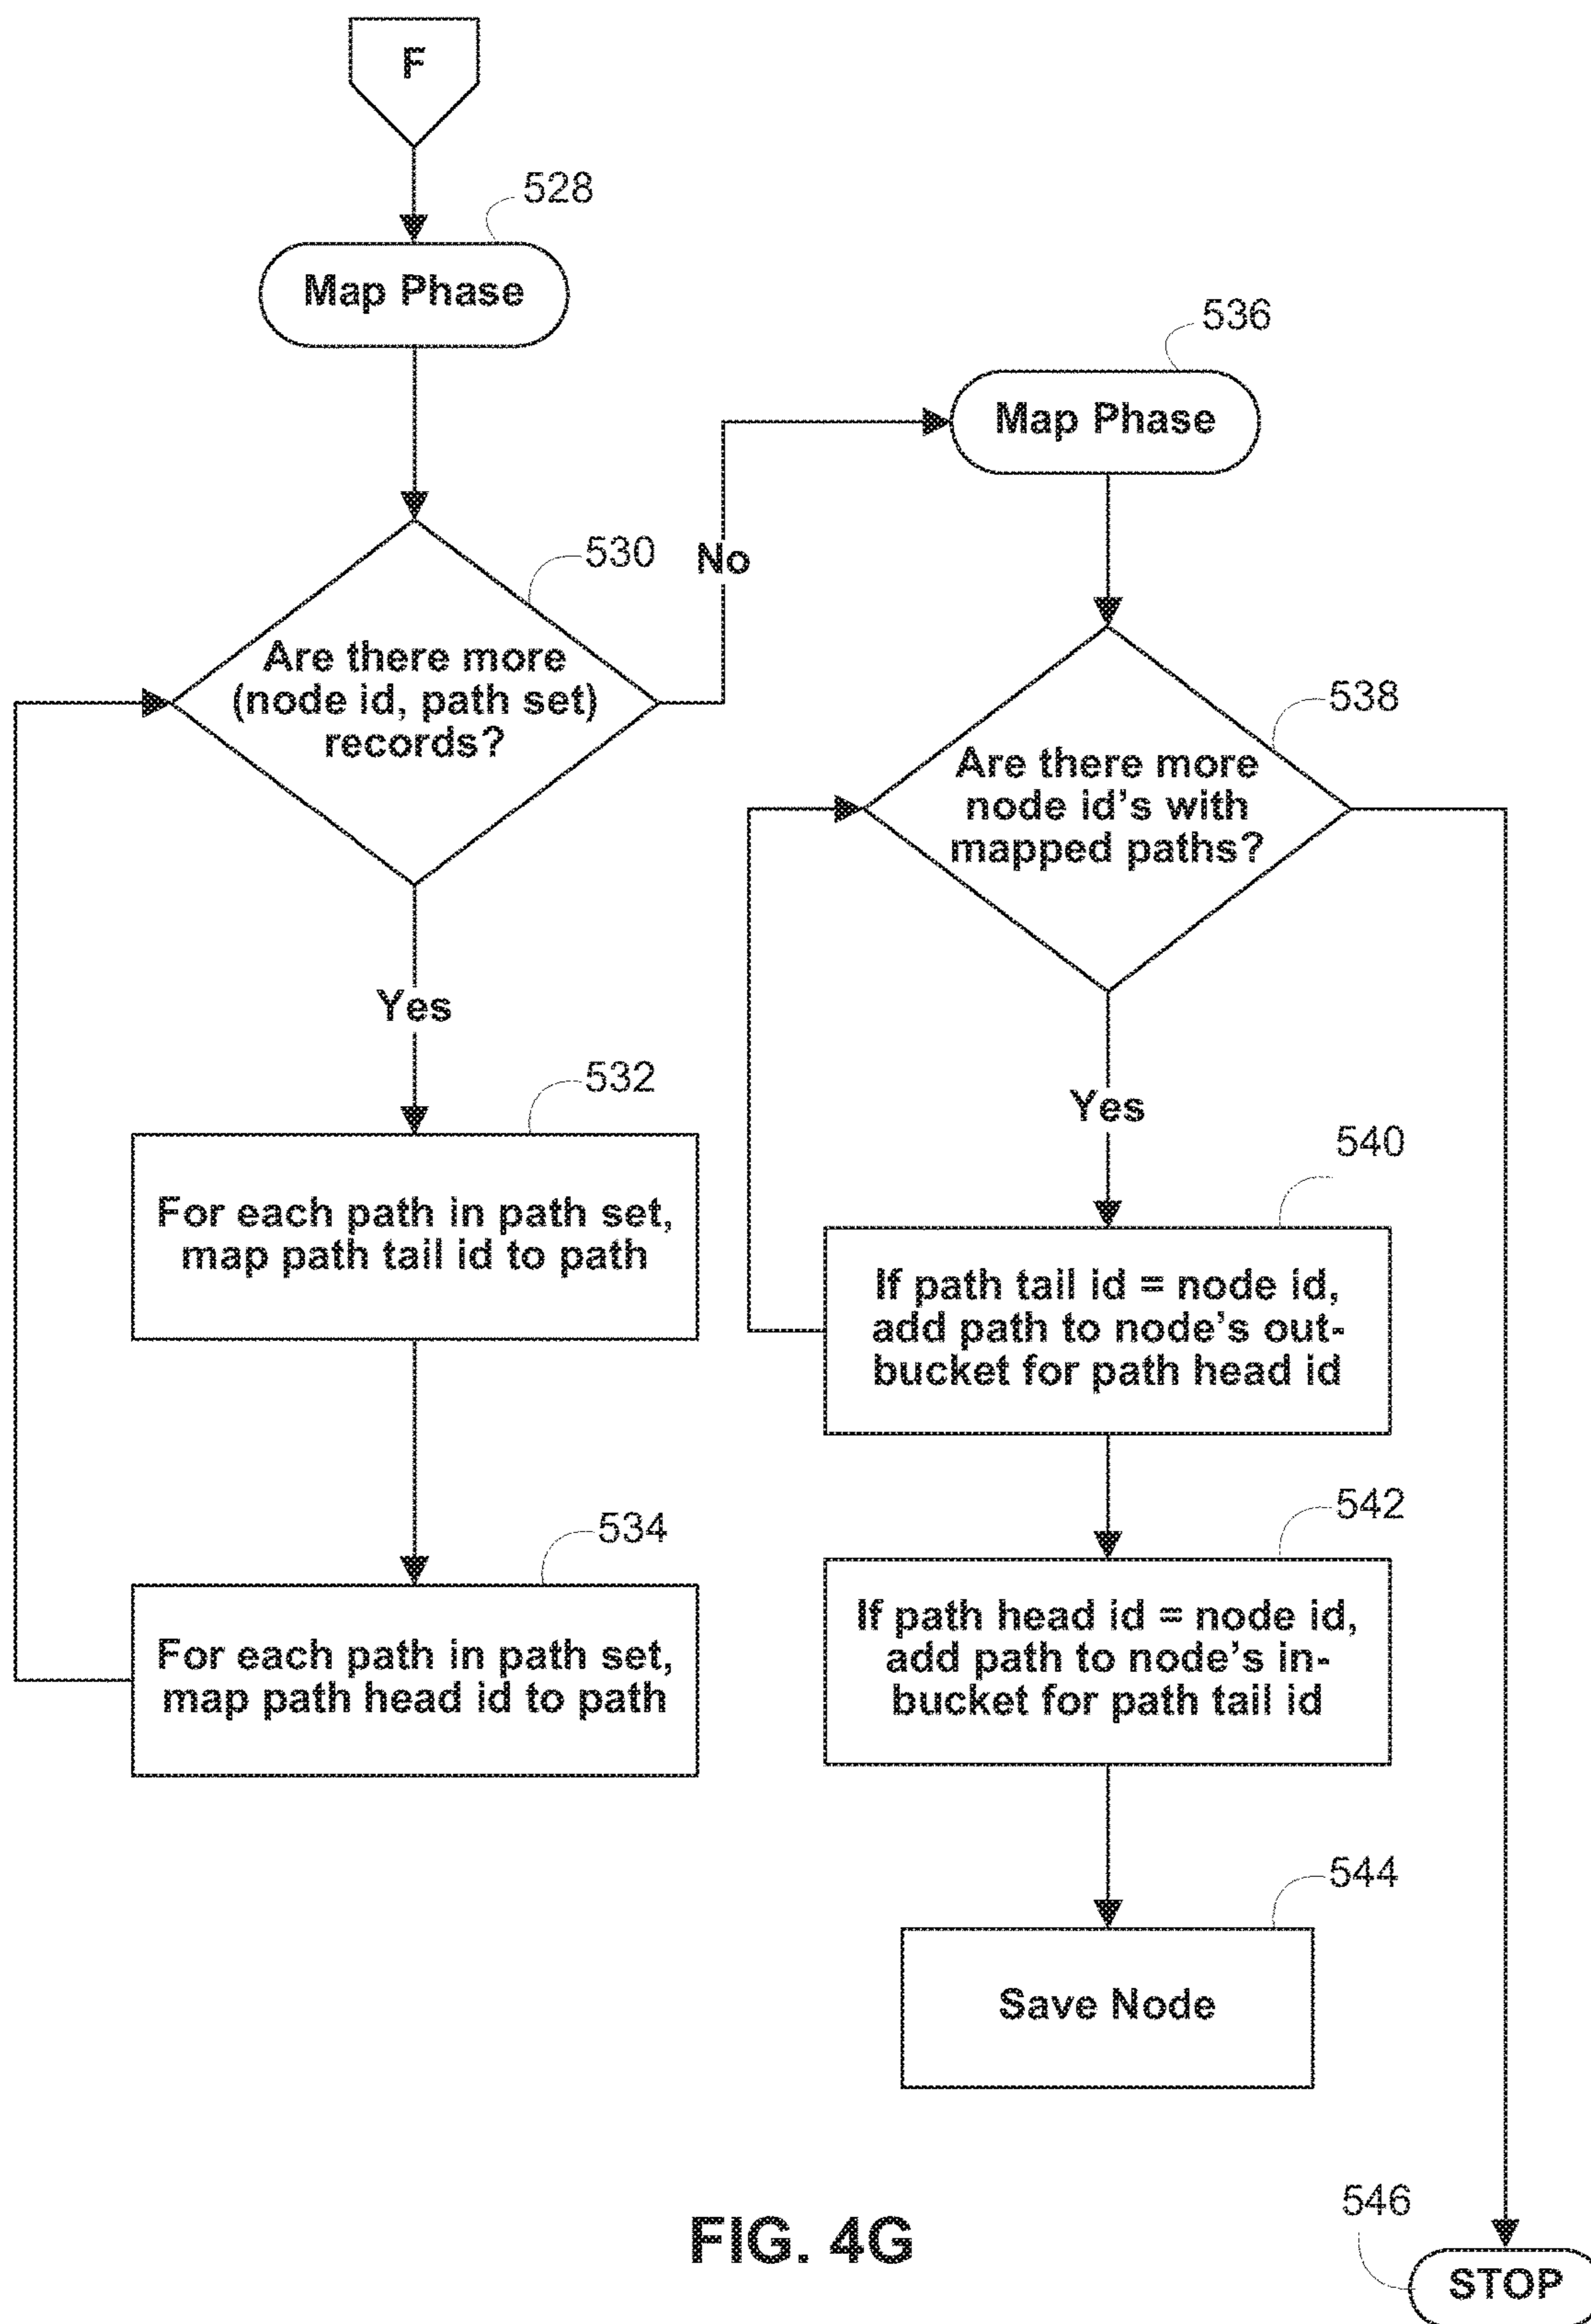 F
528
Map Phase
530
Are there more
(node id, path set)
records?
No
Yes
532
For each path in path set,
map path tail id to path
534
For each path in path set,
map path head id to path
536
Map Phase
538
Are there more
node id's with
mapped paths?
Yes
540
If path tail id = node id,
add path to node's out-
bucket for path head id
542
If path head id = node id,
add path to node's in-
bucket for path tail id
544
Save Node
546
STOP
FIG. 4G